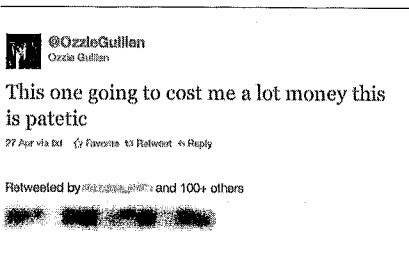 @OzzieGuillen
Ozzie Guillen
This one going to cost me a lot money this
is patetic
27 Apr via txt Favorite Retweet Reply
Retweeted by and 100+ others